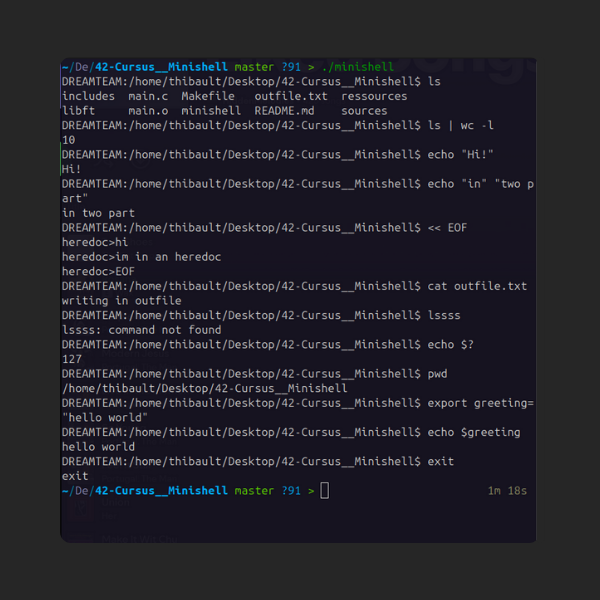 ~/De/42-Cursus__Minishell master ?91 > ./minishell
DREAMTEAM:/home/thibault/Desktop/42-Cursus__Minishell$ ls
includes  main.c  Makefile   outfile.txt  ressources
libft     main.o  minishell  README.md    sources
DREAMTEAM:/home/thibault/Desktop/42-Cursus__Minishell$ ls | wc -l
10
DREAMTEAM:/home/thibault/Desktop/42-Cursus__Minishell$ echo "Hi!"
Hi!
DREAMTEAM:/home/thibault/Desktop/42-Cursus__Minishell$ echo "in" "two p
art"
in two part
DREAMTEAM:/home/thibault/Desktop/42-Cursus__Minishell$ << EOF
heredoc>hi
heredoc>im in an heredoc
heredoc>EOF
DREAMTEAM:/home/thibault/Desktop/42-Cursus__Minishell$ cat outfile.txt
writing in outfile
DREAMTEAM:/home/thibault/Desktop/42-Cursus__Minishell$ lssss
lssss: command not found
DREAMTEAM:/home/thibault/Desktop/42-Cursus__Minishell$ echo $?
127
DREAMTEAM:/home/thibault/Desktop/42-Cursus__Minishell$ pwd
/home/thibault/Desktop/42-Cursus__Minishell
DREAMTEAM:/home/thibault/Desktop/42-Cursus__Minishell$ export greeting=
"hello world"
DREAMTEAM:/home/thibault/Desktop/42-Cursus__Minishell$ echo $greeting
hello world
DREAMTEAM:/home/thibault/Desktop/42-Cursus__Minishell$ exit
exit
~/De/42-Cursus__Minishell master ?91 > 1m 18s